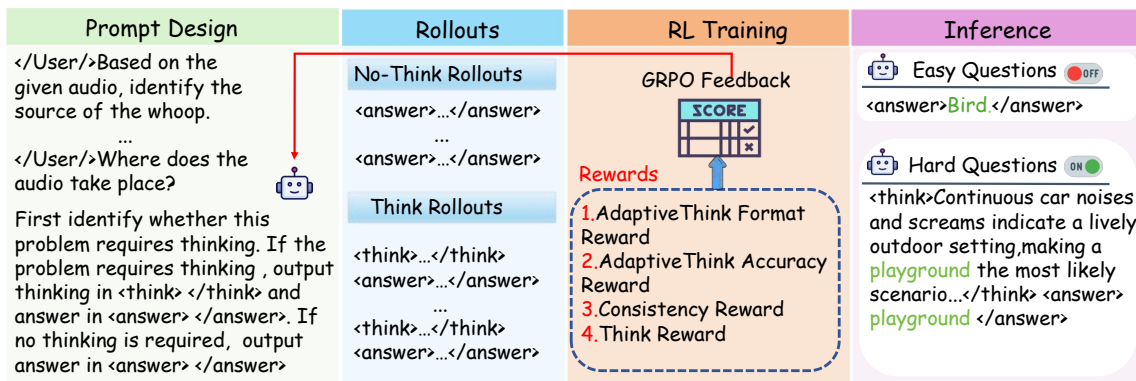 Prompt Design
</User/>Based on the
given audio, identify the
source of the whoop.
...
</User/>Where does the
audio take place?
First identify whether this
problem requires thinking. If the
problem requires thinking , output
thinking in <think> </think> and
answer in <answer> </answer>. If
no thinking is required, output
answer in <answer> </answer>
Rollouts
No-Think Rollouts
<answer>...</answer>
...
<answer>...</answer>
Think Rollouts
<think>...</think>
<answer>...</answer>
...
<think>...</think>
<answer>...</answer>
RL Training
GRPO Feedback
SCORE
Rewards
1.AdaptiveThink Format
Reward
2.AdaptiveThink Accuracy
Reward
3.Consistency Reward
4.Think Reward
Inference
Easy Questions OFF
<answer>Bird.</answer>
Hard Questions ON
<think>Continuous car noises
and screams indicate a lively
outdoor setting,making a
playground the most likely
scenario...</think> <answer>
playground </answer>